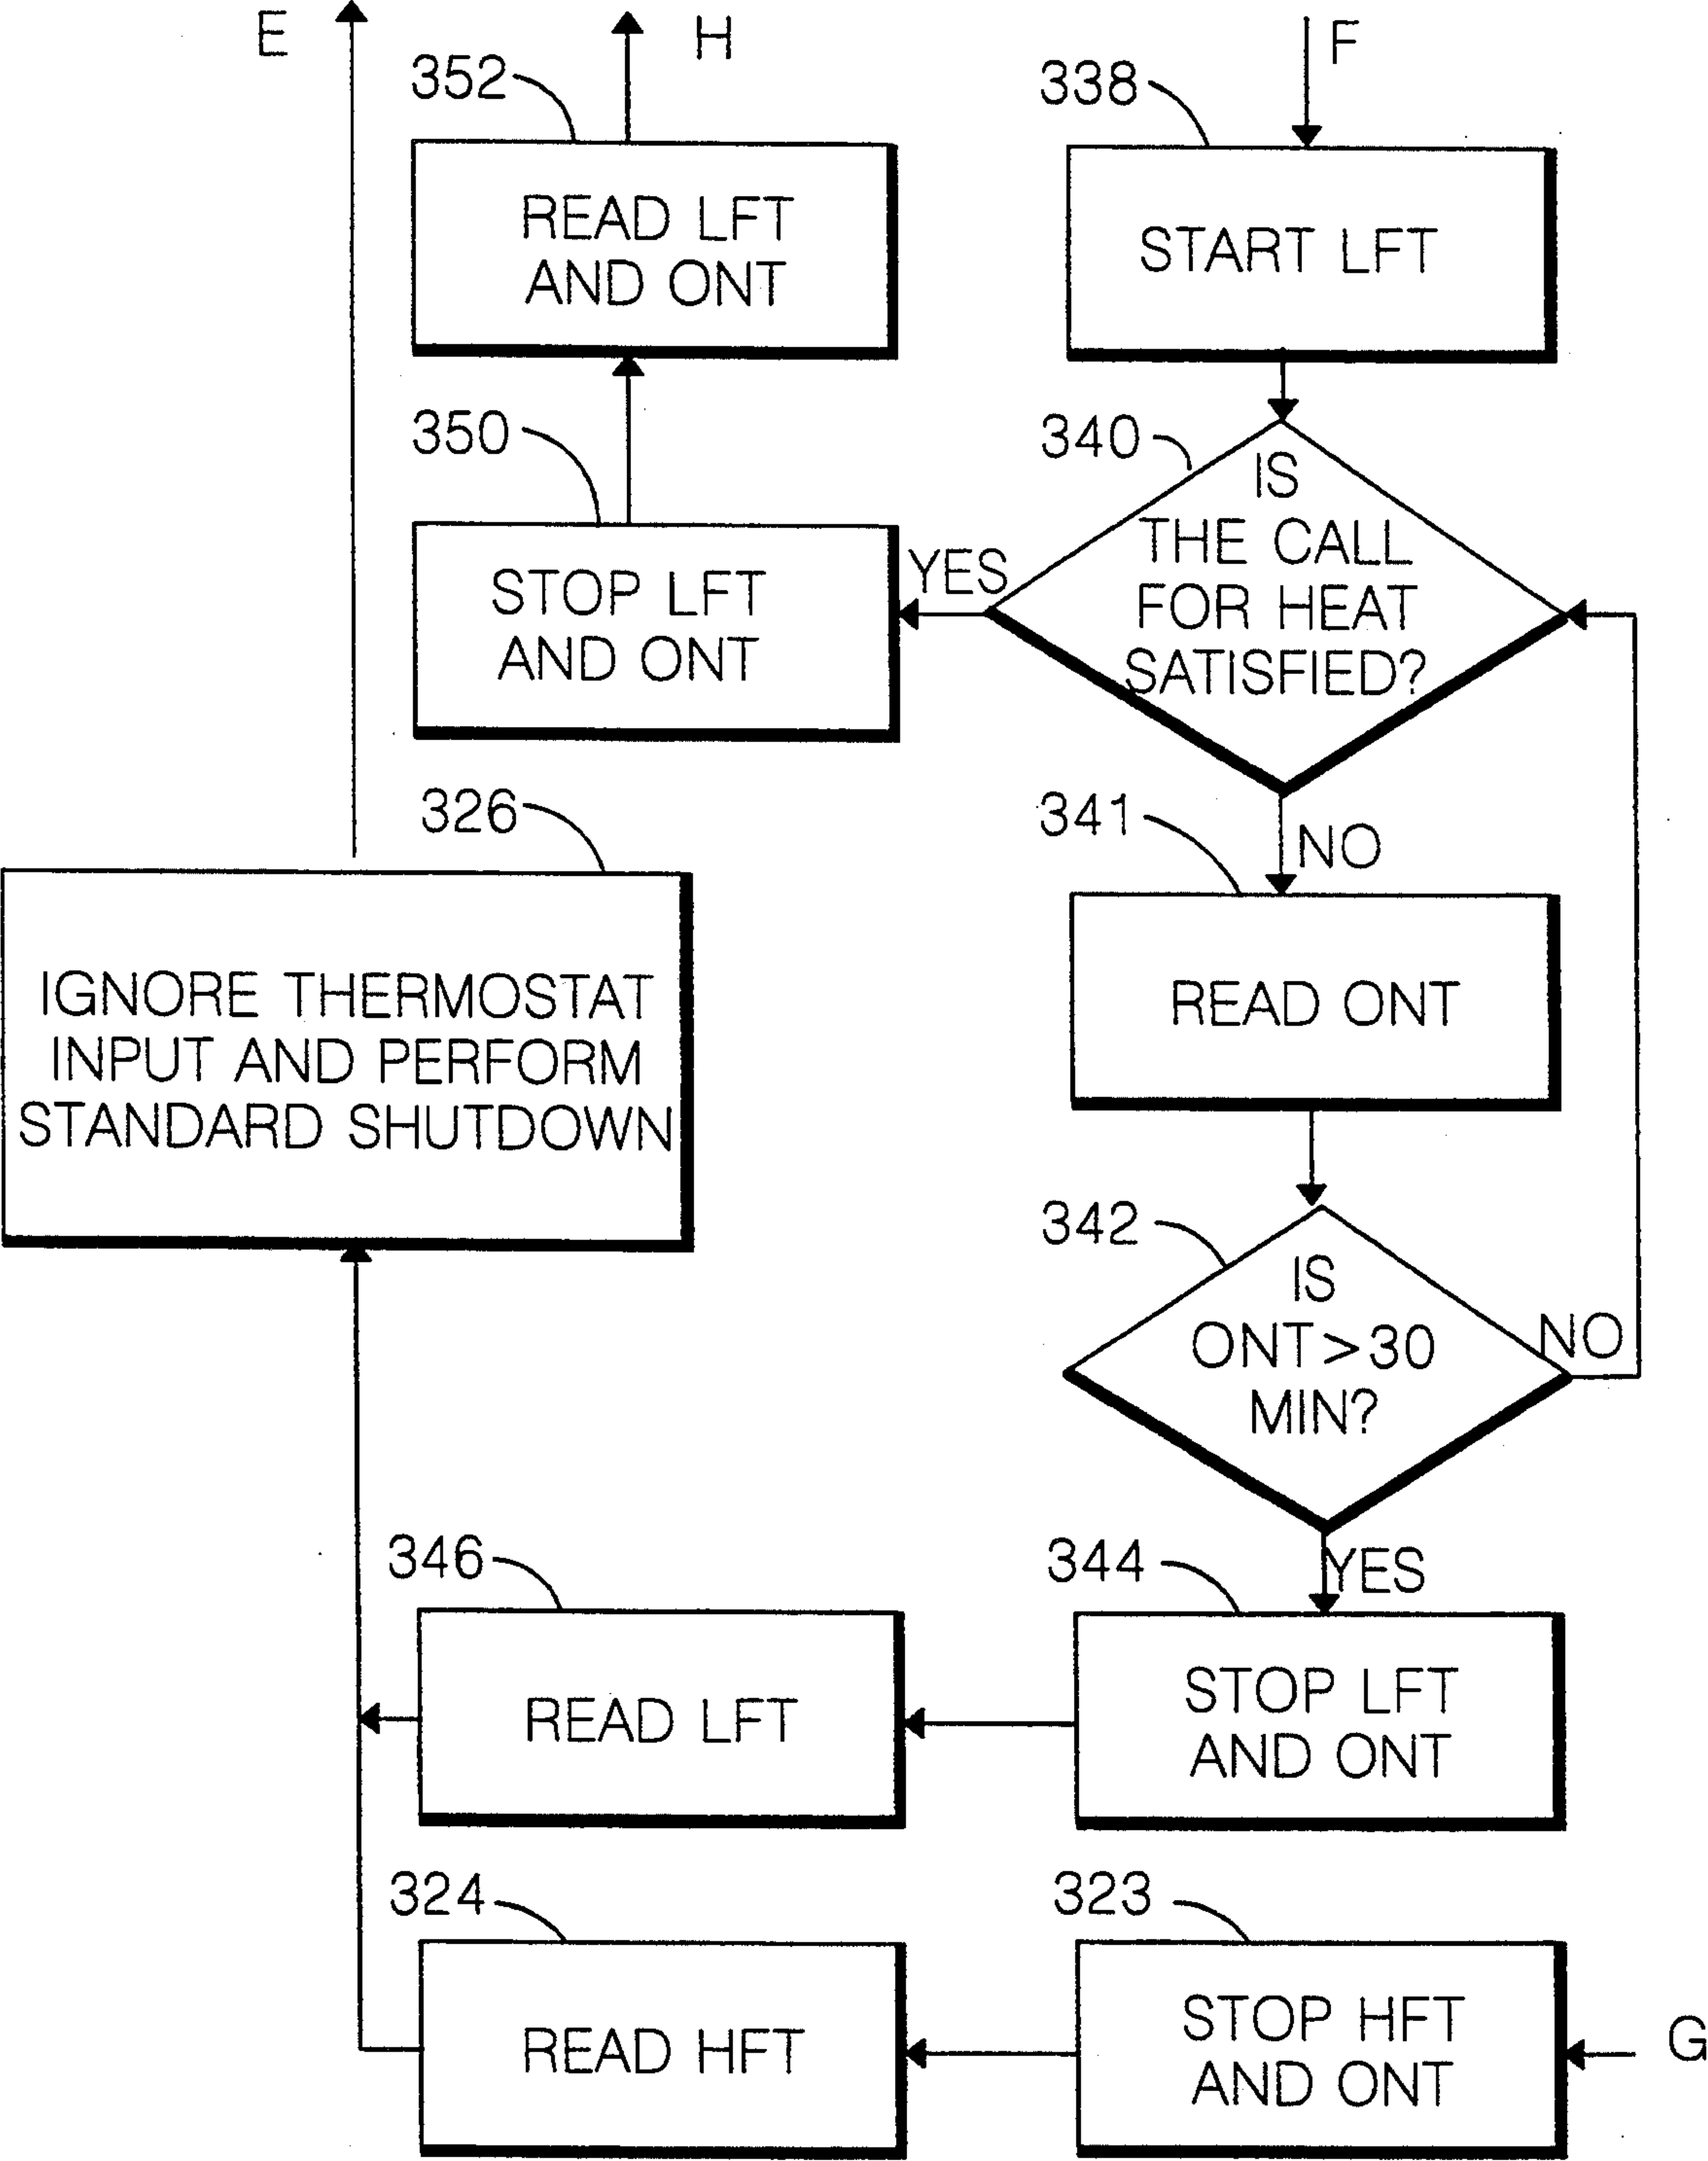 E
H
F
352
338
READ LFT
AND ONT
START LFT
350
340
IS
THE CALL
FOR HEAT
SATISFIED?
YES
STOP LFT
AND ONT
326
341
NO
IGNORE THERMOSTAT
INPUT AND PERFORM
STANDARD SHUTDOWN
READ ONT
342
IS
ONT>30
MIN?
NO
346
344
YES
READ LFT
STOP LFT
AND ONT
324
323
READ HFT
STOP HFT
AND ONT
G